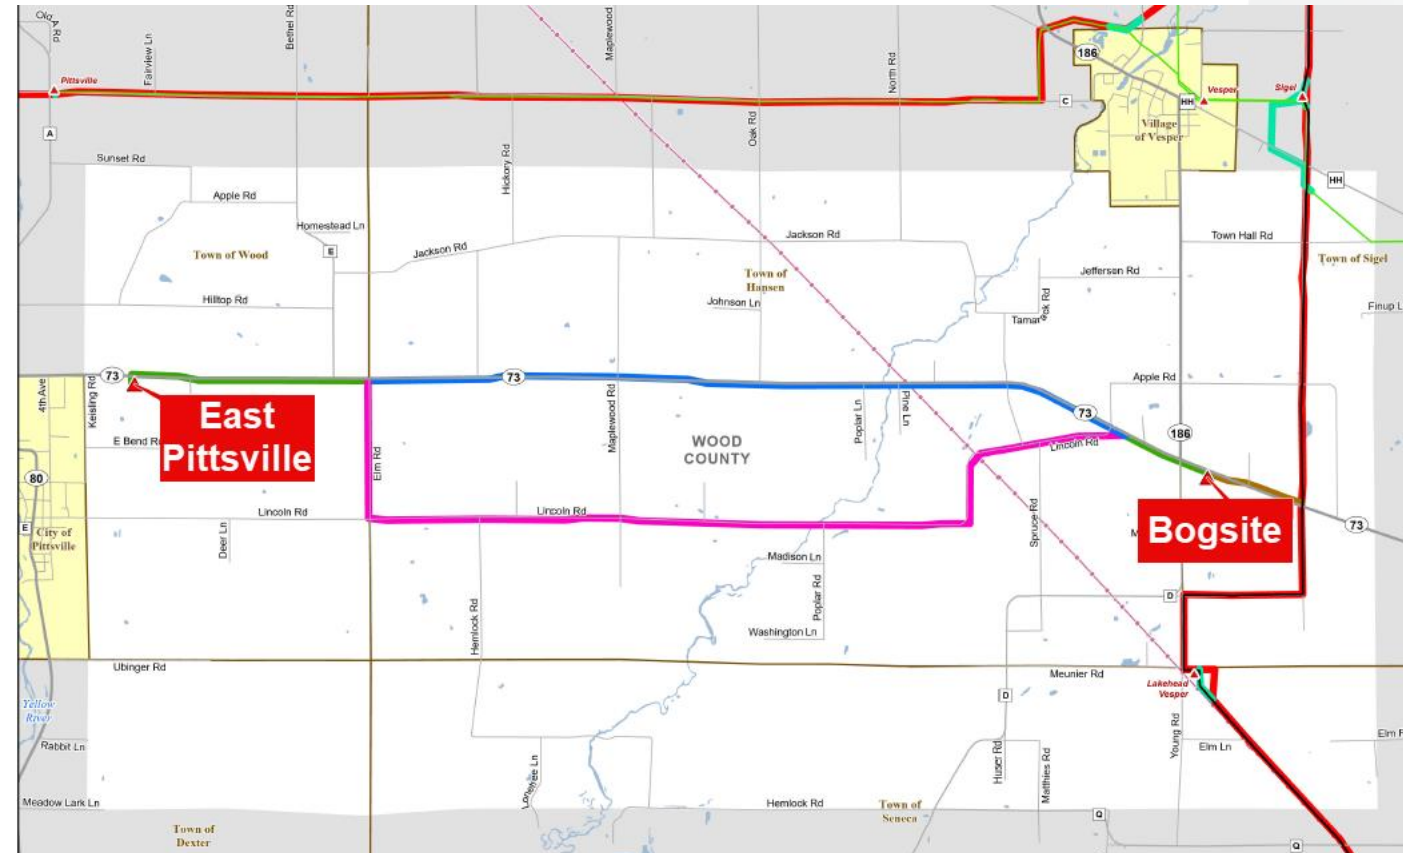 Old
A Rd
Fairview Ln
Bethel Rd
Maplewood
North Rd
186
Pittsville
Vesper
Sigel
C
HH
A
Oak Rd
Village
of Vesper
Sunset Rd
Hickory Rd
HH
Apple Rd
Homestead Ln
Jackson Rd
Town Hall Rd
E
Jackson Rd
Town of Wood
Town of Sigel
Town of
Hansen
Jefferson Rd
Hilltop Rd
Johnson Ln
Finup L
73
73
Apple Rd
4th Ave
Keisling Rd
East
Pittsville
Maplewood Rd
Poplar Ln
Pine Ln
73
186
E Bend R
WOOD
COUNTY
Lincoln Rd
Elm Rd
80
Lincoln Rd
Lincoln Rd
Spruce Rd
Bogsite
73
E
City of
Pittsville
Deer Ln
M
Madison Ln
Poplar Rd
D
Hemlock Rd
Washington Ln
Ubinger Rd
Meunier Rd
Lakehead
Vesper
D
Yellow
River
Young Rd
Rabbit Ln
Huser Rd
Matthies Rd
Elm Ln
Elm
Meadow Lark Ln
Hemlock Rd
Town of
Seneca
Q
Town of
Dexter
Q